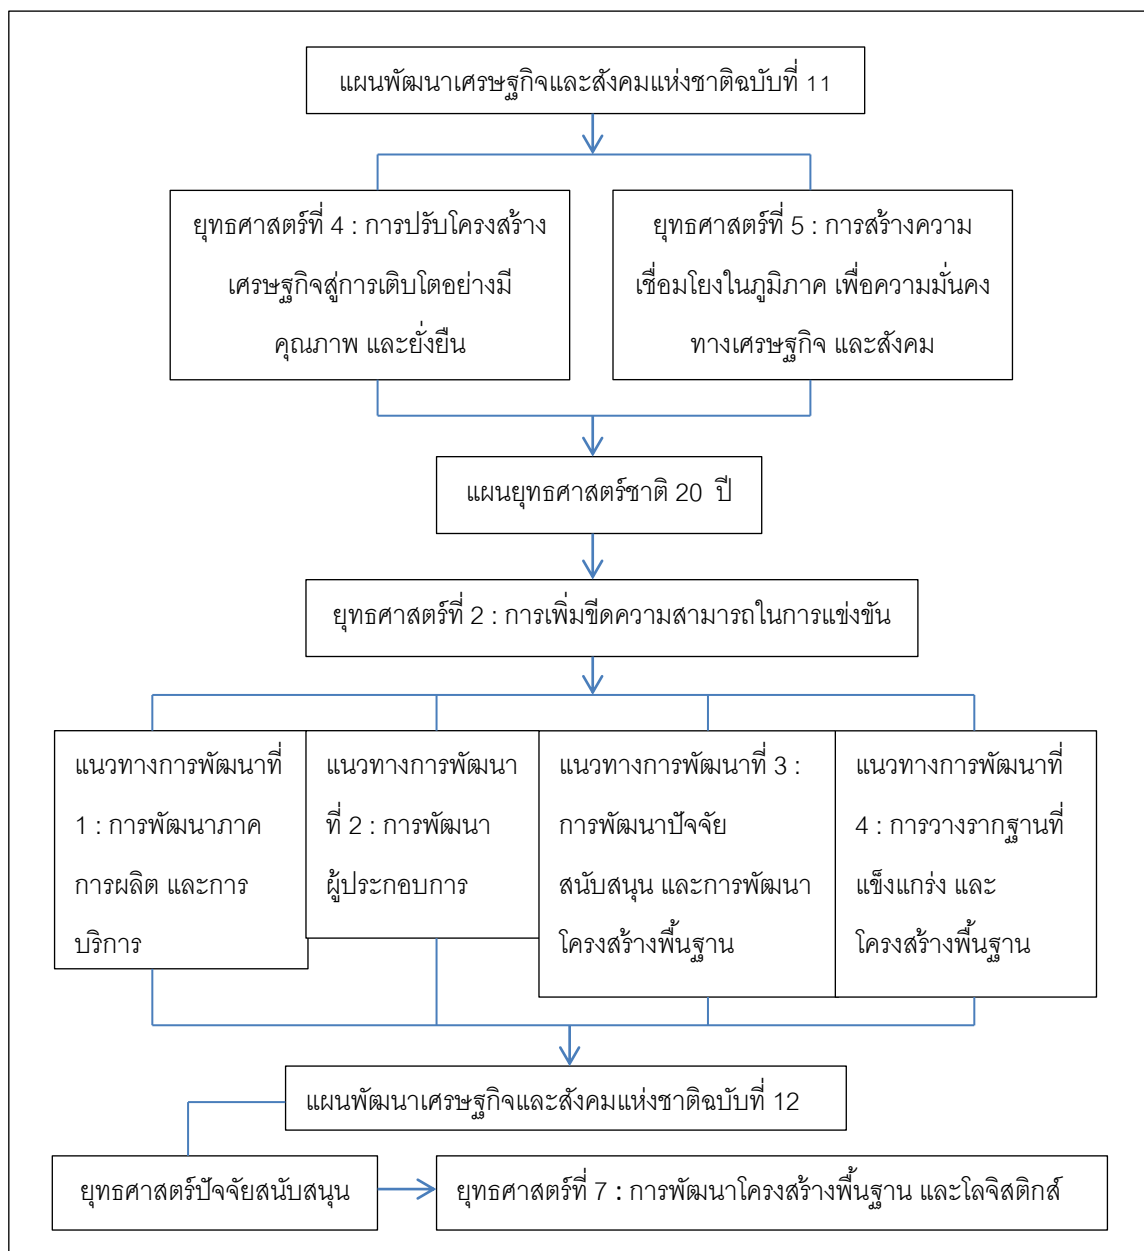 แผนพัฒนาเศรษฐกิจและสังคมแห่งชาติฉบับที่ 11
ยุทธศาสตร์ที่ 4 : การปรับโครงสร้าง
เศรษฐกิจสู่การเติบโตอย่างมี
คุณภาพ และยั่งยืน
ยุทธศาสตร์ที่ 5 : การสร้างความ
เชื่อมโยงในภูมิภาค เพื่อความมั่นคง
ทางเศรษฐกิจ และสังคม
แผนยุทธศาสตร์ชาติ 20 ปี
ยุทธศาสตร์ที่ 2 : การเพิ่มขีดความสามารถในการแข่งขัน
แนวทางการพัฒนาที่
1 : การพัฒนาภาค
การผลิต และการ
บริการ
แนวทางการพัฒนา
ที่ 2 : การพัฒนา
ผู้ประกอบการ
แนวทางการพัฒนาที่ 3 :
การพัฒนาปัจจัย
สนับสนุน และการพัฒนา
โครงสร้างพื้นฐาน
แนวทางการพัฒนาที่
4 : การวางรากฐานที่
แข็งแกร่ง และ
โครงสร้างพื้นฐาน
แผนพัฒนาเศรษฐกิจและสังคมแห่งชาติฉบับที่ 12
ยุทธศาสตร์ปัจจัยสนับสนุน
ยุทธศาสตร์ที่ 7 : การพัฒนาโครงสร้างพื้นฐาน และโลจิสติกส์